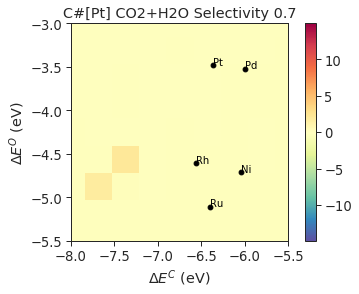 C#[Pt] CO2+H2O Selectivity 0.7
−3.0
−3.5
−4.0
−4.5
−5.0
−5.5
ΔE^O (eV)
Pt
Pd
Rh
Ni
Ru
−8.0 −7.5 −7.0 −6.5 −6.0 −5.5
ΔE^C (eV)
10
5
0
−5
−10